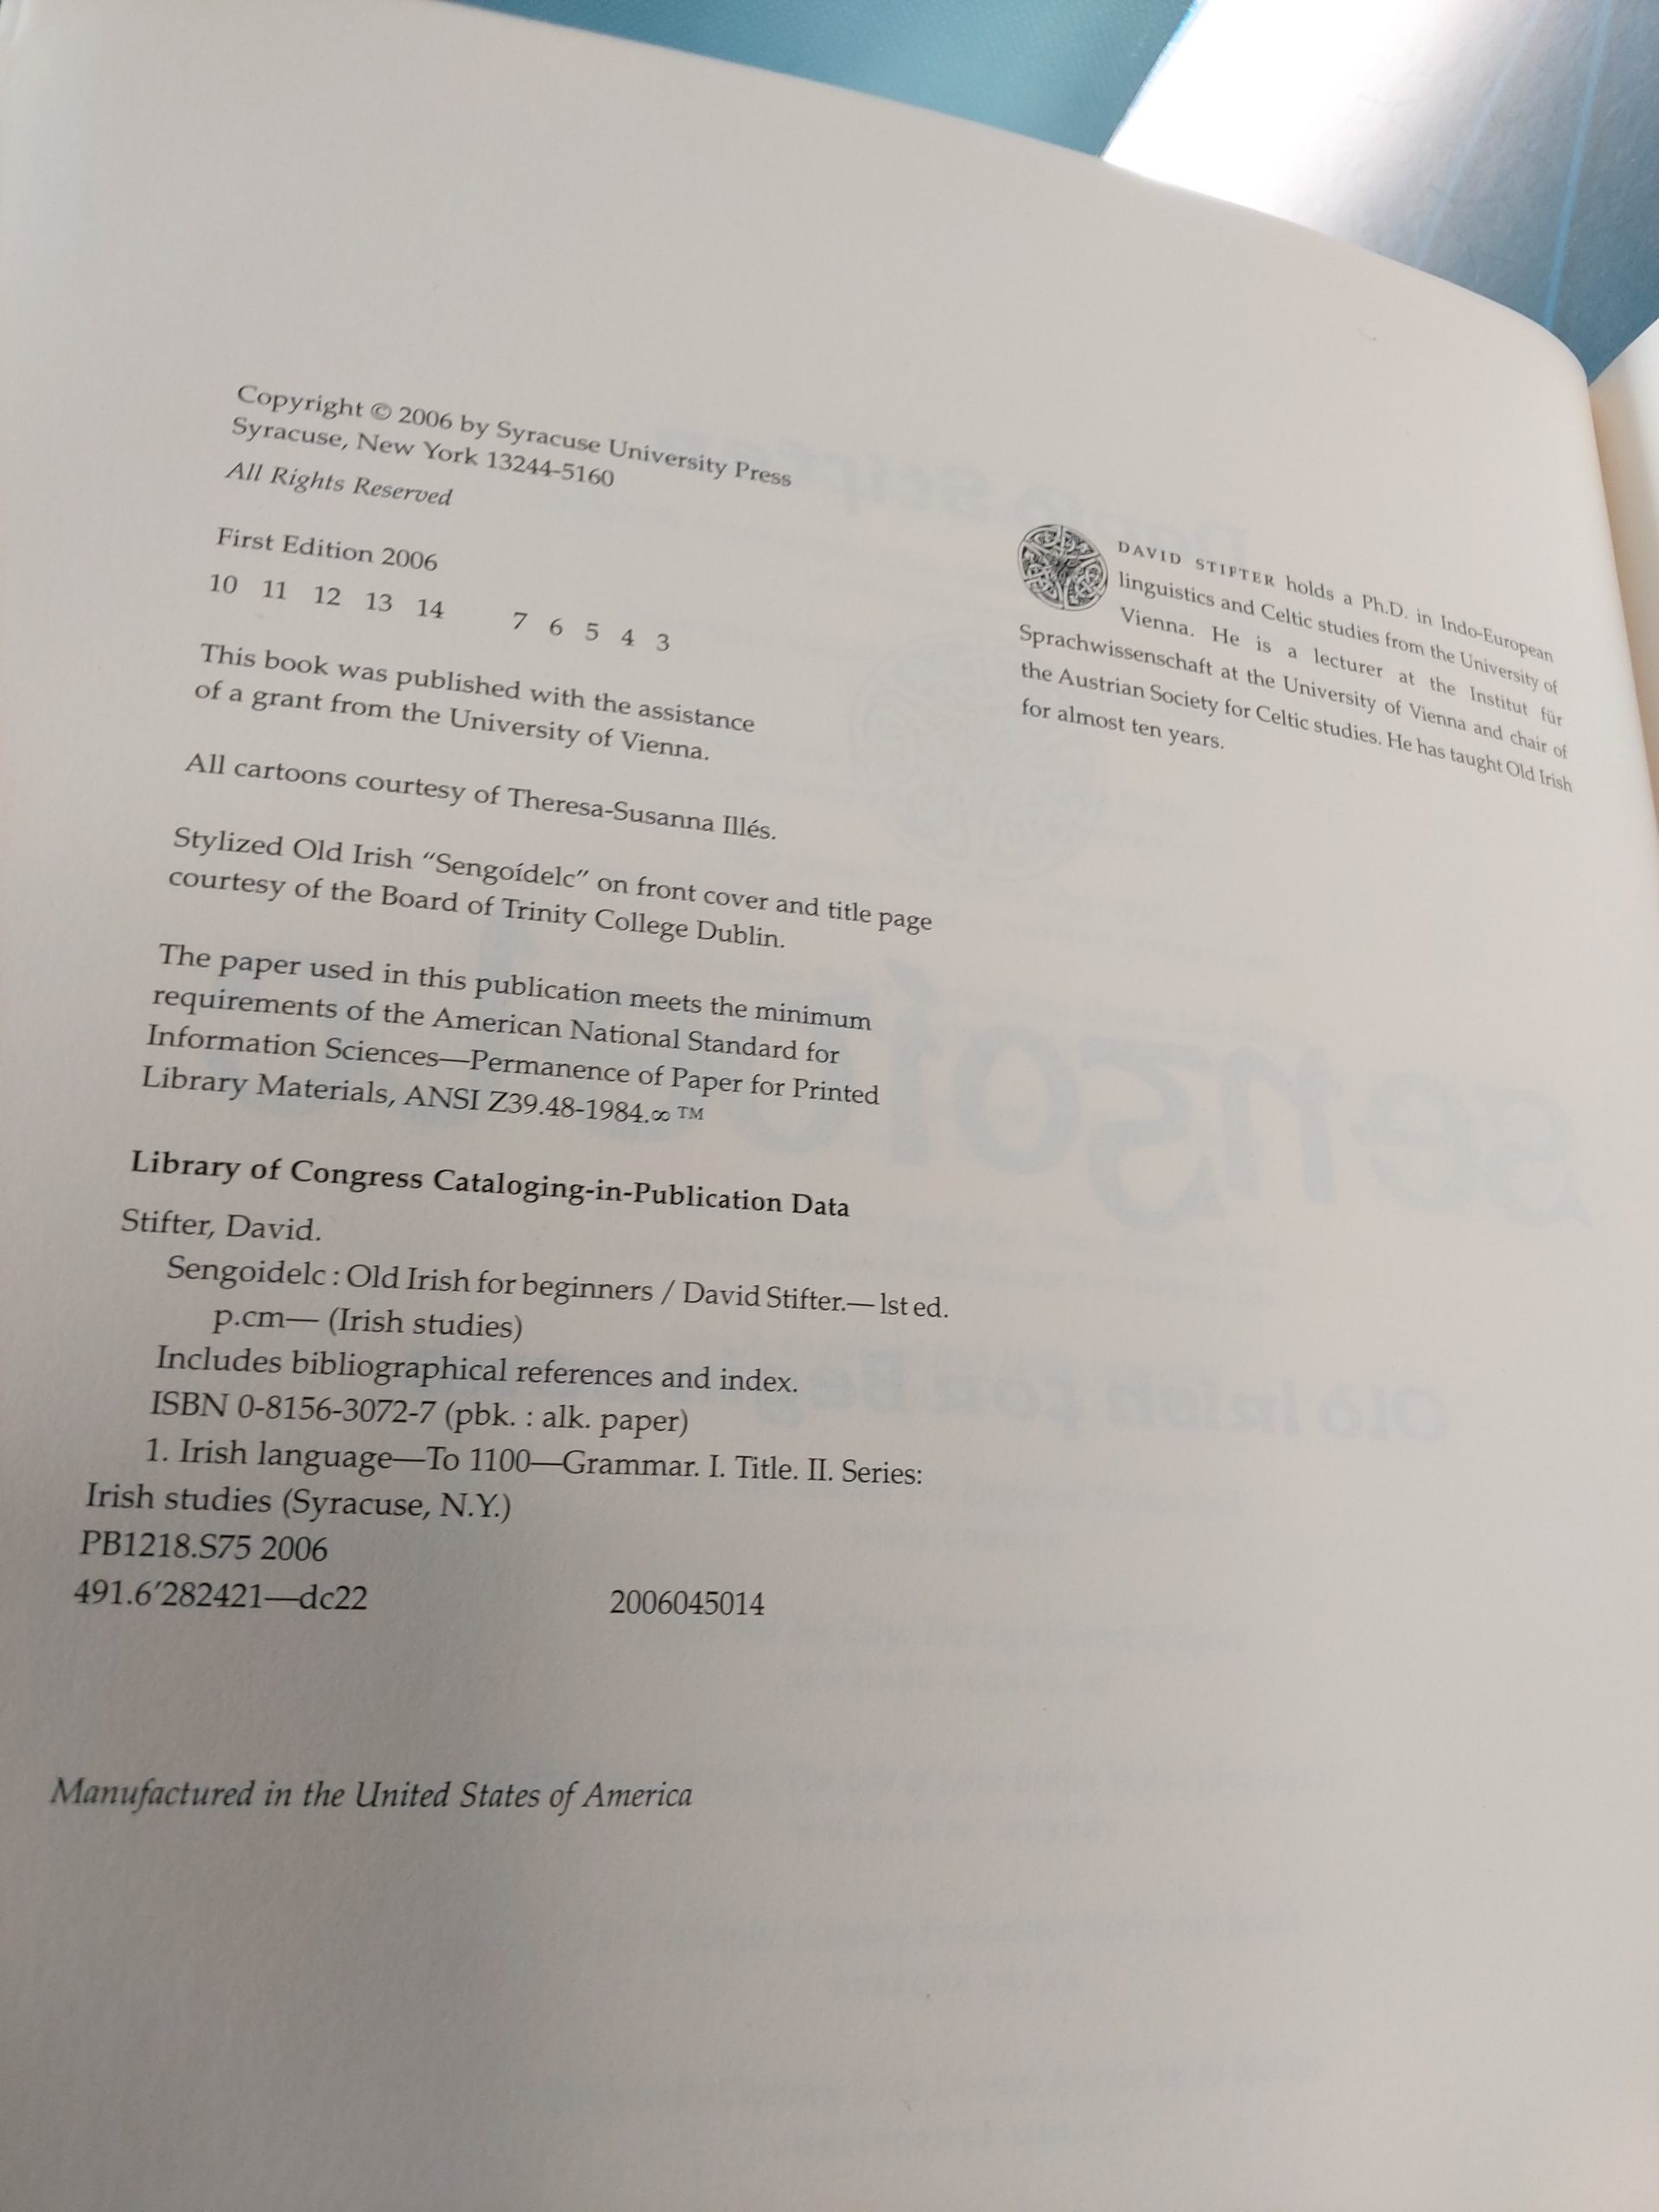 Copyright © 2006 by Syracuse University Press
Syracuse, New York 13244-5160
All Rights Reserved
First Edition 2006
10 11 12 13 14 7 6 5 4 3
This book was published with the assistance
of a grant from the University of Vienna.
All cartoons courtesy of Theresa-Susanna Illés.
Stylized Old Irish “Sengoídelc” on front cover and title page
courtesy of the Board of Trinity College Dublin.
The paper used in this publication meets the minimum
requirements of the American National Standard for
Information Sciences—Permanence of Paper for Printed
Library Materials, ANSI Z39.48-1984.∞ ™
Library of Congress Cataloging-in-Publication Data
Stifter, David.
Sengoidelc : Old Irish for beginners / David Stifter.— lst ed.
p.cm— (Irish studies)
Includes bibliographical references and index.
ISBN 0-8156-3072-7 (pbk. : alk. paper)
1. Irish language—To 1100—Grammar. I. Title. II. Series:
Irish studies (Syracuse, N.Y.)
PB1218.S75 2006
491.6′282421—dc22 2006045014
Manufactured in the United States of America
DAVID STIFTER holds a Ph.D. in Indo-European
linguistics and Celtic studies from the University of
Vienna. He is a lecturer at the Institut für
Sprachwissenschaft at the University of Vienna and chair of
the Austrian Society for Celtic studies. He has taught Old Irish
for almost ten years.